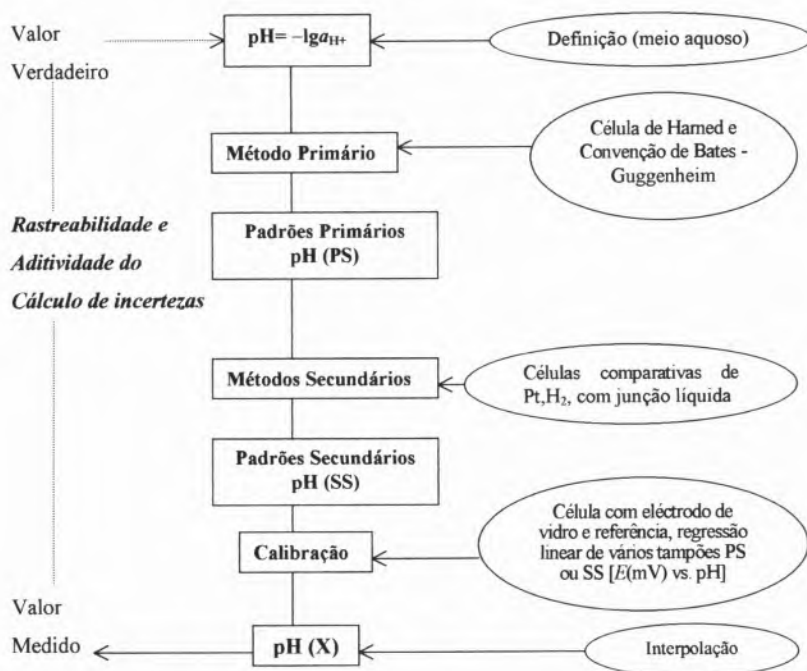 Valor
Verdadeiro
pH= –lgaH+
Definição (meio aquoso)
Método Primário
Célula de Harned e
Convenção de Bates -
Guggenheim
Rastreabilidade e
Aditividade do
Cálculo de incertezas
Padrões Primários
pH (PS)
Métodos Secundários
Células comparativas de
Pt,H₂, com junção líquida
Padrões Secundários
pH (SS)
Calibração
Célula com eléctrodo de
vidro e referência, regressão
linear de vários tampões PS
ou SS [E(mV) vs. pH]
Valor
Medido
pH (X)
Interpolação